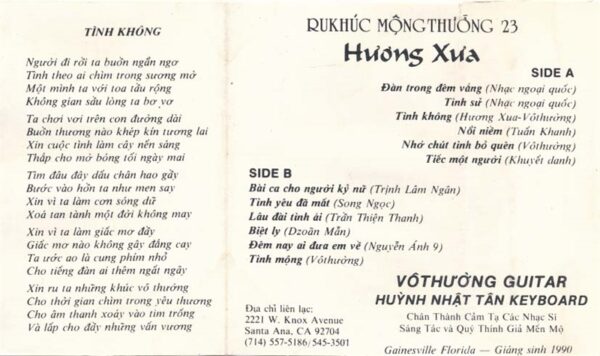 TÌNH KHÔNG
Người đi rồi ta buồn ngẩn ngơ
Tình theo ai chìm trong sương mờ
Một mình ta với toa tầu rộng
Không gian sầu lòng ta bơ vơ
Ta chơi vơi trên con đường dài
Buồn thương nào khép kín tương lai
Xin cuộc tình làm cây nến sáng
Thắp cho mờ bóng tối ngày mai
Tìm đâu đây dấu chân hao gầy
Bước vào hồn ta như men say
Xin vì ta làm cơn sóng dữ
Xoá tan tành một đời không may
Xin vì ta làm giấc mơ đầy
Giấc mơ nào không gây đắng cay
Ta ước ao là cung phím nhỏ
Cho tiếng đàn ai thêm ngất ngây
Xin ru ta những khúc vô thưởng
Cho thời gian chìm trong yêu thương
Cho âm thanh xoáy vào tim trống
Và lấp cho đầy những vấn vương
RUKHÚC MỘNGTHƯỞNG 23
Hương Xưa
SIDE A
Đàn trong đêm vắng (Nhạc ngoại quốc)
Tình sử (Nhạc ngoại quốc)
Tình không (Hương Xua-Vôthưởng)
Nỗi niềm (Tuấn Khanh)
Nhớ chút tình bỏ quên (Vôthưởng)
Tiếc một người (Khuyết danh)
SIDE B
Bài ca cho người kỷ nữ (Trịnh Lâm Ngân)
Tình yêu đã mất (Song Ngọc)
Lâu đài tình ái (Trần Thiện Thanh)
Biệt ly (Dzoãn Mẫn)
Đêm nay ai đưa em về (Nguyễn Ánh 9)
Tình mộng (Vôthưởng)
VÔTHƯỞNG GUITAR
HUỲNH NHẬT TÂN KEYBOARD
Chân Thành Cảm Tạ Các Nhạc Sĩ
Sáng Tác và Quý Thính Giả Mến Mộ
Gainesville Florida — Giáng sinh 1990
Địa chỉ liên lạc:
2221 W. Knox Avenue
Santa Ana, CA 92704
(714) 557-5186/545-3501